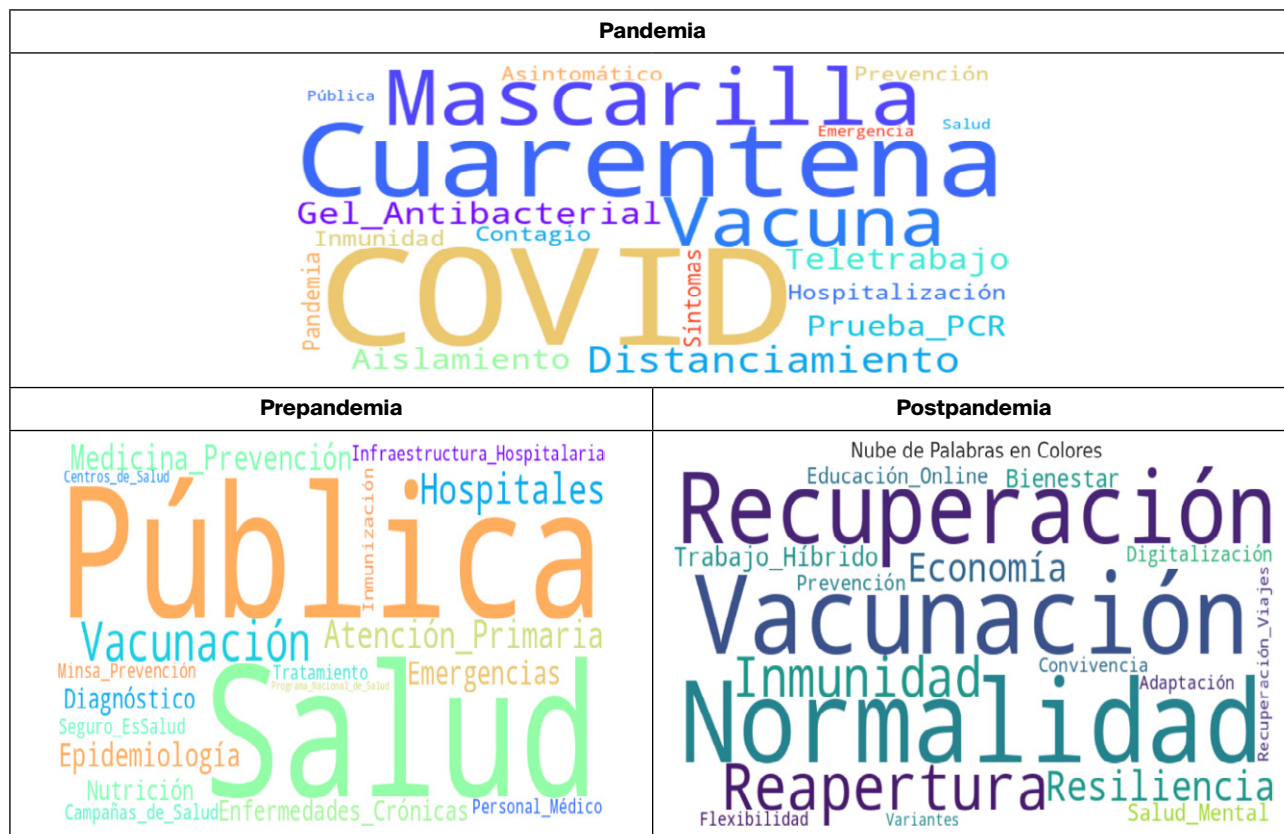 Pandemia
Asintomático
Prevención
Pública
Mascarilla
Emergencia
Salud
Cuarentena
Gel_Antibacterial
Vacuna
Inmunidad
Contagio
Pandemia
COVID
Síntomas
Teletrabajo
Hospitalización
Prueba_PCR
Aislamiento
Distanciamiento
Prepandemia
Medicina_Prevención
Infraestructura_Hospitalaria
Centros_de_Salud
Pública
Inmunización
Hospitales
Vacunación
Atención_Primaria
Minsa_Prevención
Tratamiento
Emergencias
Programa_Nacional_de_Salud
Diagnóstico
Salud
Seguro_EsSalud
Epidemiología
Nutrición
Campañas_de_Salud
Enfermedades_Crónicas
Personal_Médico
Postpandemia
Nube de Palabras en Colores
Educación_Online
Bienestar
Recuperación
Trabajo_Híbrido
Economía
Digitalización
Prevención
Vacunación
Recuperación_Viajes
Inmunidad
Convivencia
Adaptación
Normalidad
Reapertura
Resiliencia
Flexibilidad
Variantes
Salud_Mental